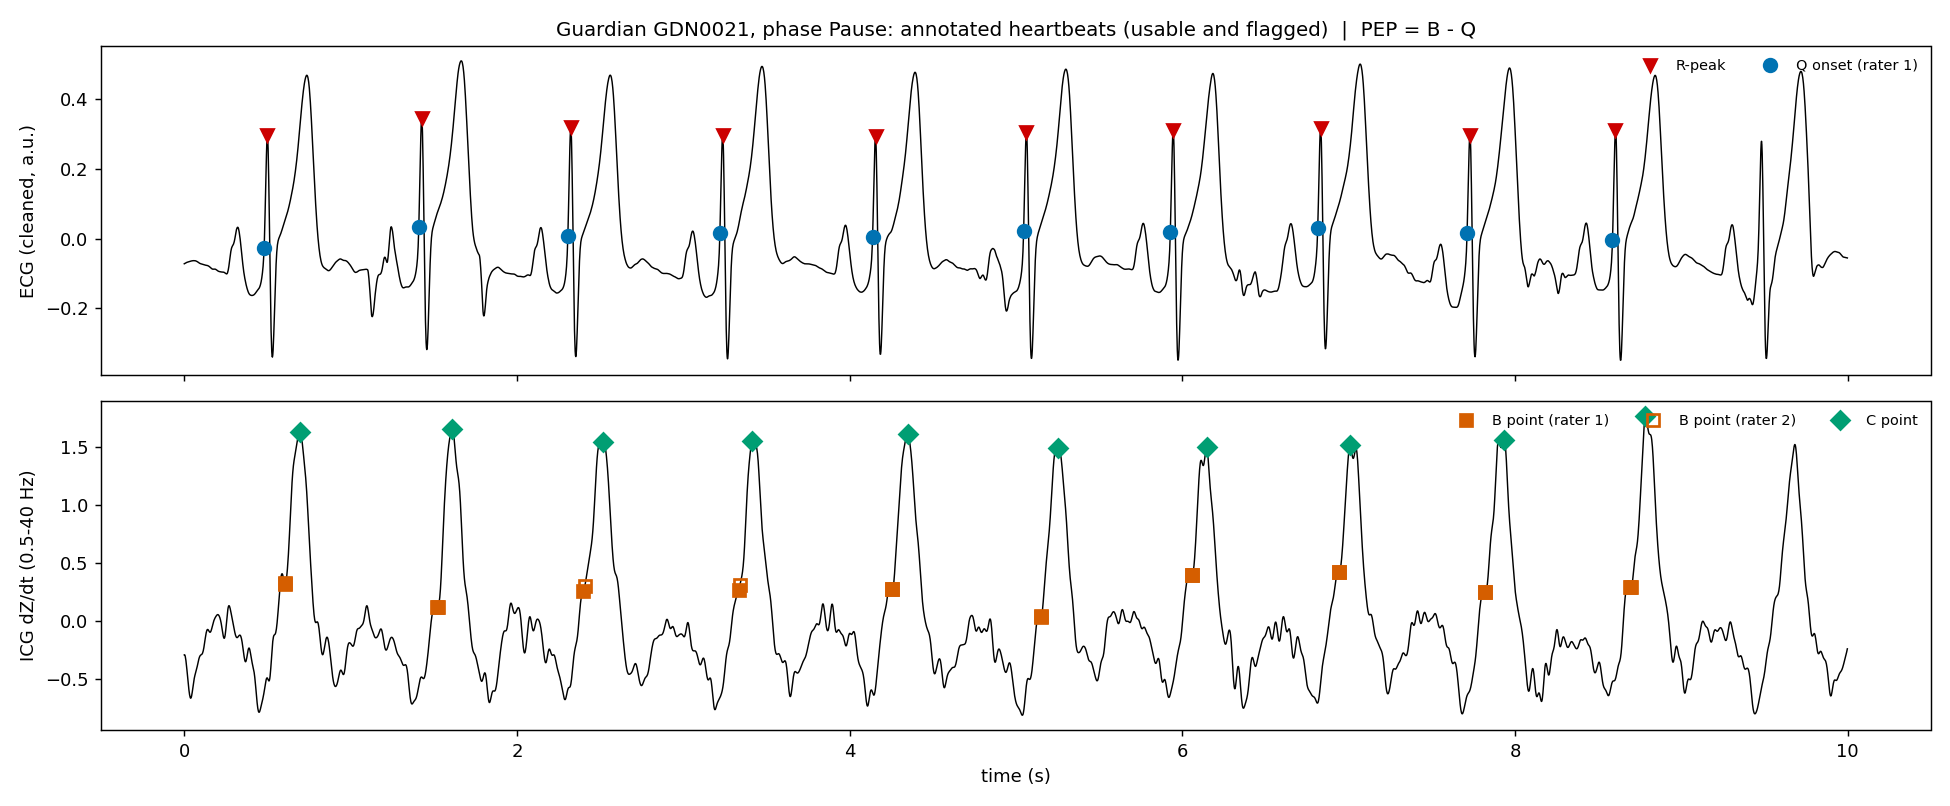 Guardian GDN0021, phase Pause: annotated heartbeats (usable and flagged)  |  PEP = B - Q
R-peak
Q onset (rater 1)
ECG (cleaned, a.u.)
0.4
0.2
0.0
−0.2
B point (rater 1)
B point (rater 2)
C point
ICG dZ/dt (0.5-40 Hz)
1.5
1.0
0.5
0.0
−0.5
0
2
4
6
8
10
time (s)